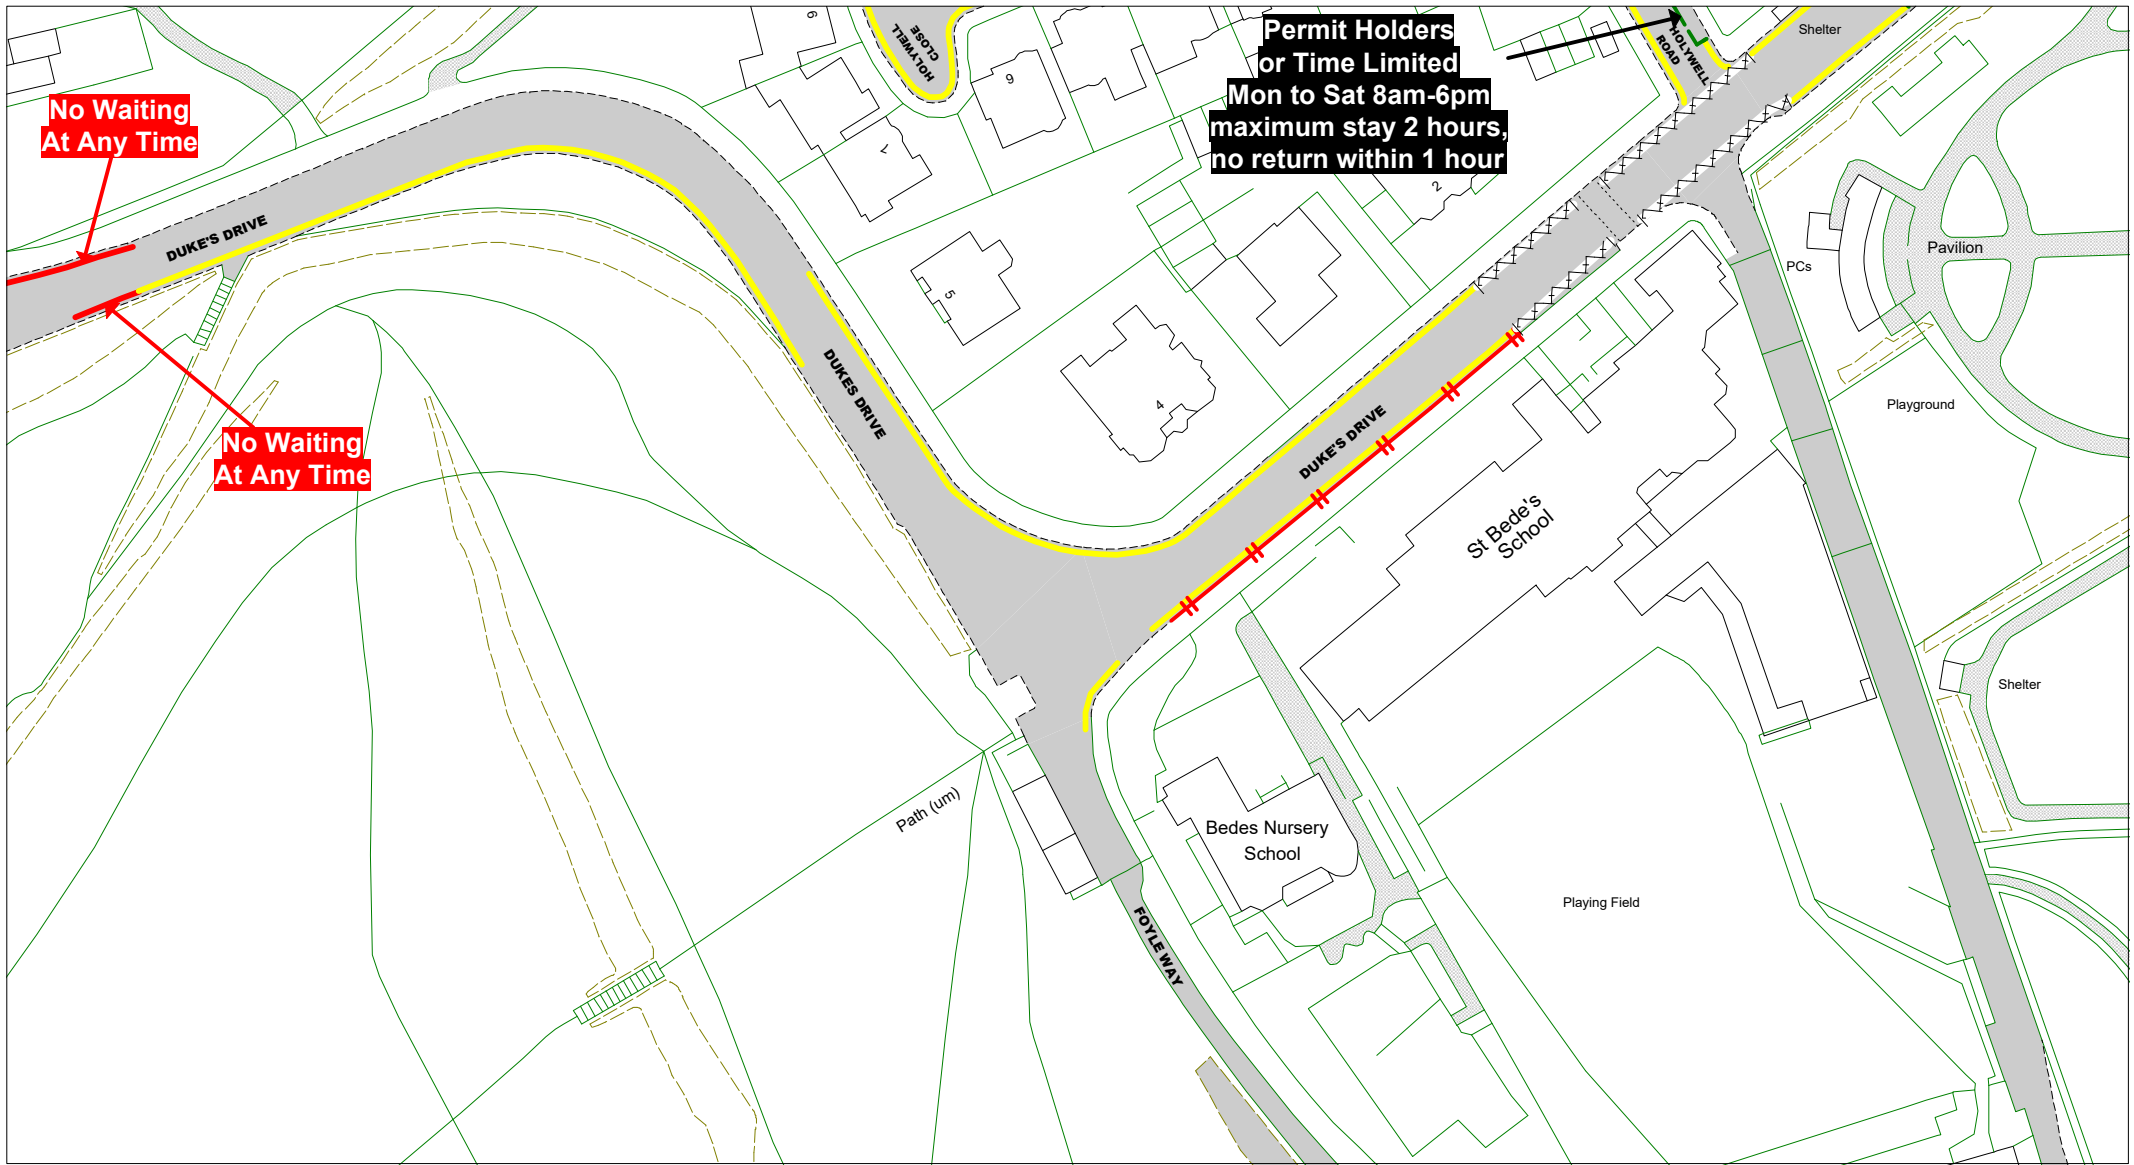 No Waiting
At Any Time
DUKE'S DRIVE
No Waiting
At Any Time
HOLYWELL
CLOSE
6
9
1
5
4
2
Permit Holders
or Time Limited
Mon to Sat 8am-6pm
maximum stay 2 hours,
no return within 1 hour
HOLYWELL
ROAD
Shelter
PCs
Pavilion
Playground
DUKES DRIVE
DUKE'S DRIVE
St Bede's
School
Shelter
Path (um)
Bedes Nursery
School
Playing Field
FOYLE WAY